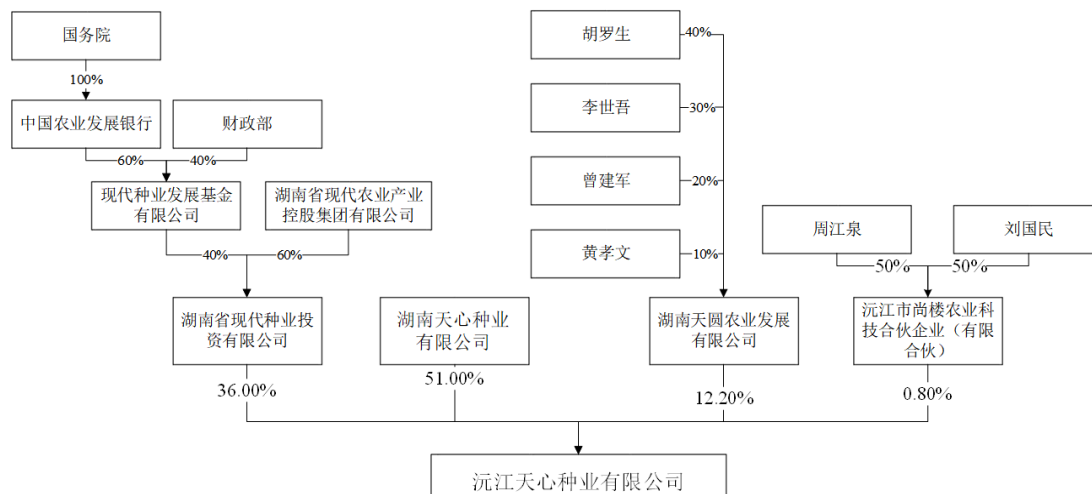 国务院
胡罗生
40%
100%
中国农业发展银行
财政部
李世吾
30%
60%
40%
现代种业发展基金
有限公司
湖南省现代农业产业
控股集团有限公司
曾建军
20%
周江泉
刘国民
40%
60%
黄孝文
10%
50%
50%
湖南省现代种业投
资有限公司
湖南天心种业
有限公司
湖南天圆农业发展
有限公司
沅江市尚楼农业科
技合伙企业（有限
合伙）
36.00%
51.00%
12.20%
0.80%
沅江天心种业有限公司